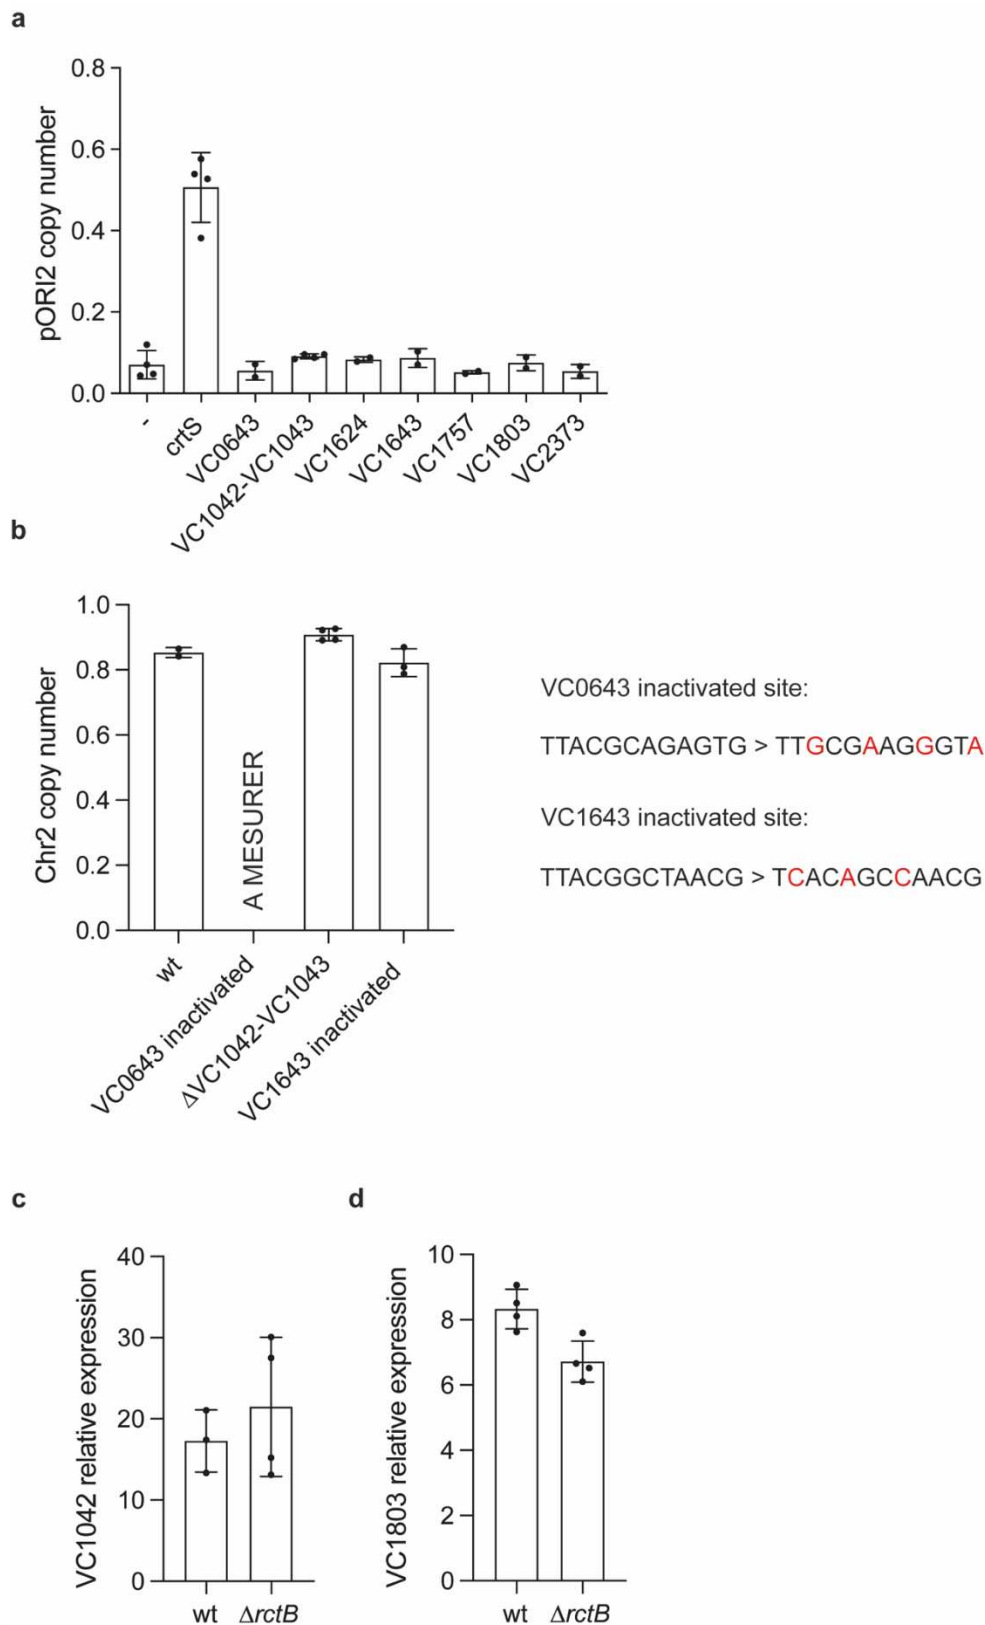 a
pORI2 copy number
0.8
0.6
0.4
0.2
0.0
-
crtS
VC0643
VC1042-VC1043
VC1624
VC1643
VC1757
VC1803
VC2373
b
Chr2 copy number
1.0
0.8
0.6
0.4
0.2
0.0
A MESURER
wt
VC0643 inactivated
ΔVC1042-VC1043
VC1643 inactivated
VC0643 inactivated site:
TTACGCAGAGTG > TTGCGAAGGGTA
VC1643 inactivated site:
TTACGGCTAACG > TCACAGCCAACG
c
VC1042 relative expression
40
30
20
10
0
wt
ΔrctB
d
VC1803 relative expression
10
8
6
4
2
0
wt
ΔrctB